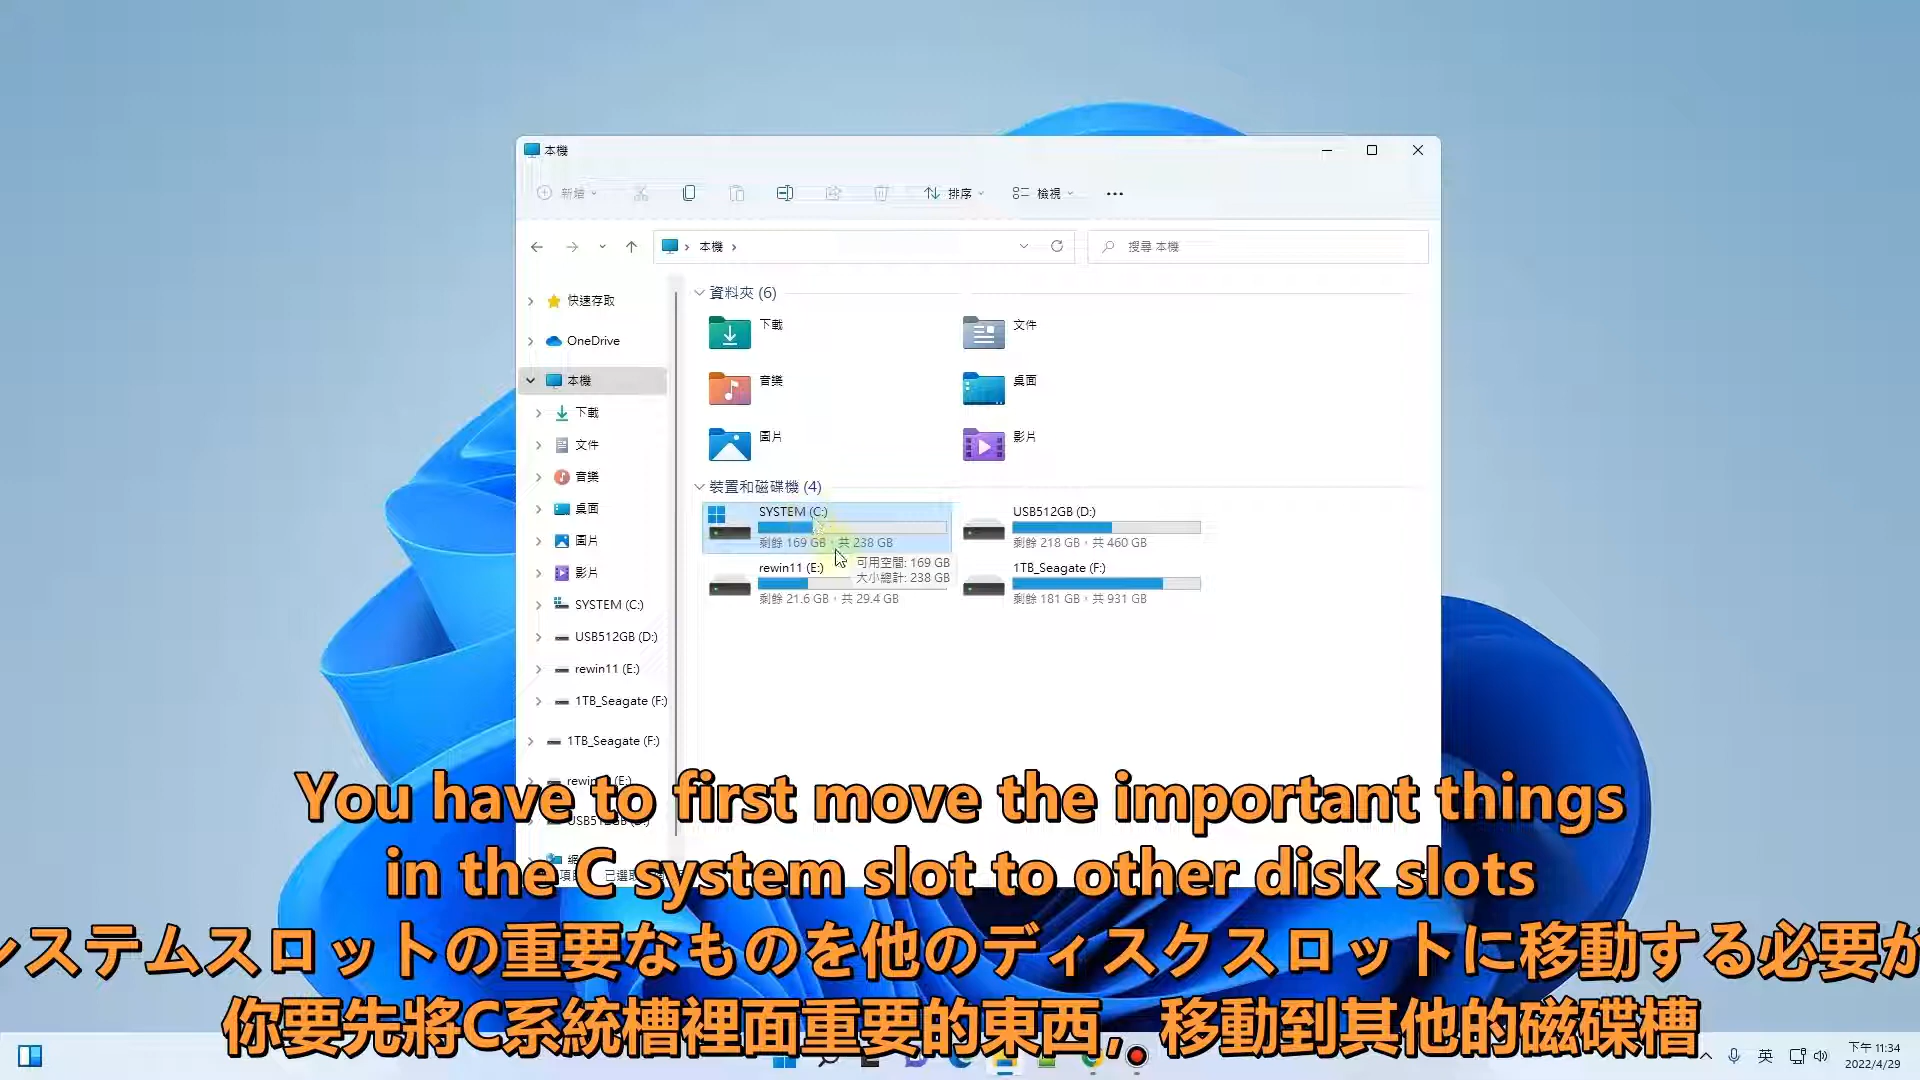 本機
新增
排序
檢視
本機
搜尋 本機
快速存取
OneDrive
本機
下載
文件
音樂
桌面
圖片
影片
SYSTEM (C:)
USB512GB (D:)
rewin11 (E:)
1TB_Seagate (F:)
1TB_Seagate (F:)
資料夾 (6)
下載
文件
音樂
桌面
圖片
影片
裝置和磁碟機 (4)
SYSTEM (C:)
剩餘 169 GB，共 238 GB
USB512GB (D:)
剩餘 218 GB，共 460 GB
可用空間: 169 GB
大小總計: 238 GB
rewin11 (E:)
剩餘 21.6 GB，共 29.4 GB
1TB_Seagate (F:)
剩餘 181 GB，共 931 GB
You have to first move the important things
in the C system slot to other disk slots
システムスロットの重要なものを他のディスクスロットに移動する必要が
你要先將C系統槽裡面重要的東西，移動到其他的磁碟槽
英
下午 11:34
2022/4/29